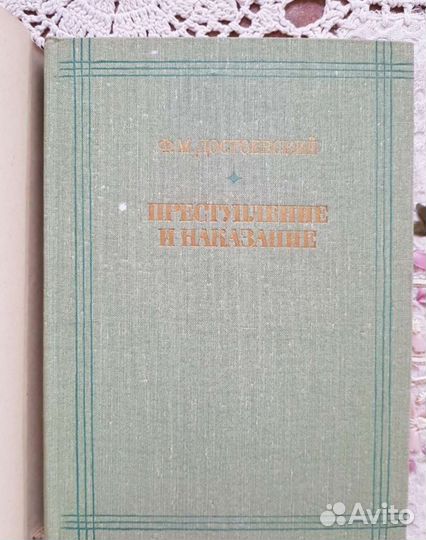 Ф. М. ДОСТОЕВСКИЙ
ПРЕСТУПЛЕНИЕ
И НАКАЗАНИЕ
Avito